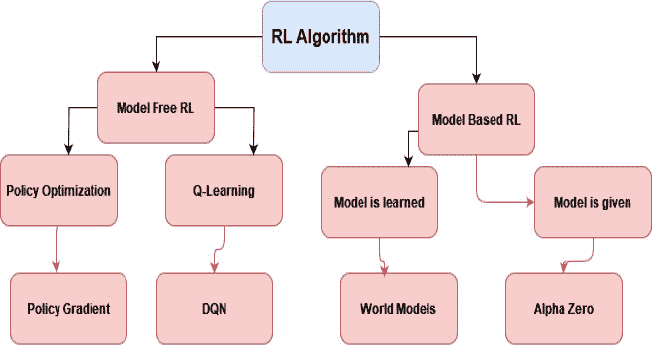 RL Algorithm
Model Free RL
Model Based RL
Policy Optimization
Q-Learning
Model is learned
Model is given
Policy Gradient
DQN
World Models
Alpha Zero